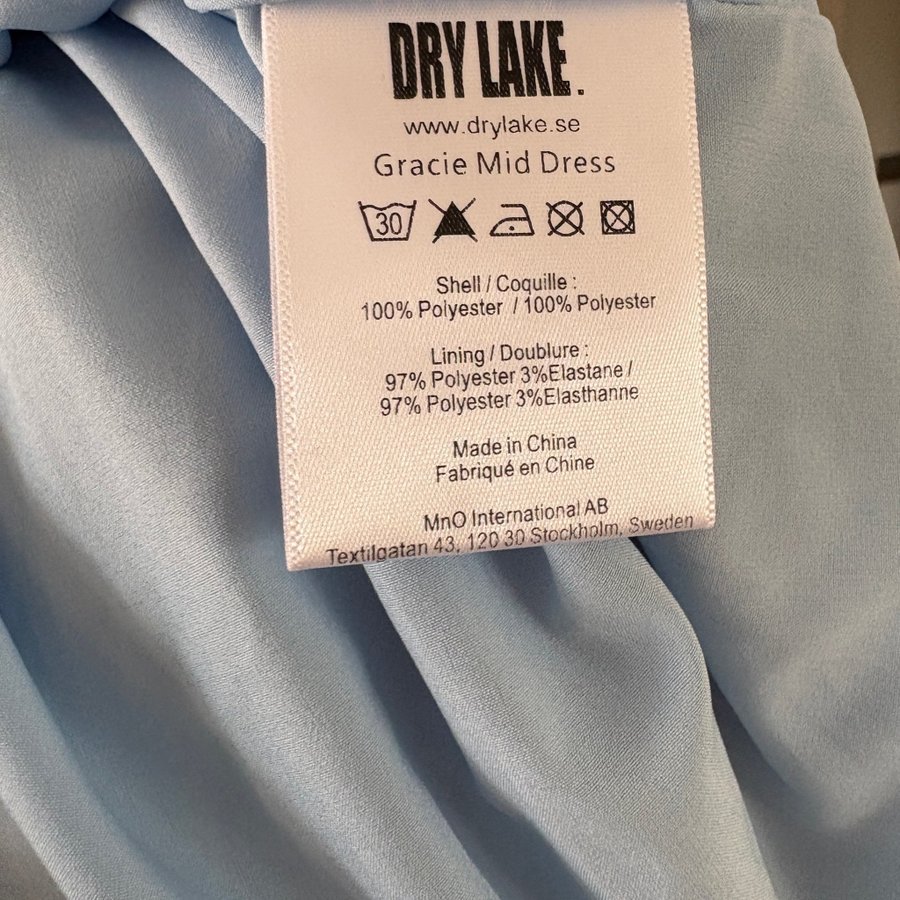 DRY LAKE.
www.drylake.se
Gracie Mid Dress
30
Shell / Coquille :
100% Polyester / 100% Polyester
Lining / Doublure :
97% Polyester 3%Elastane /
97% Polyester 3%Elasthanne
Made in China
Fabriqué en Chine
MnO International AB
Textilgatan 43, 120 30 Stockholm, Sweden